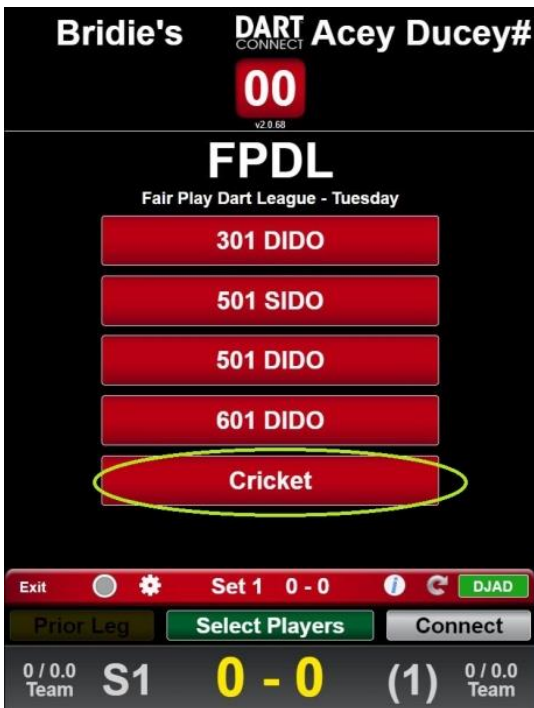 Bridie's DART CONNECT Acey Ducey#
00
v2.0.68
FPDL
Fair Play Dart League - Tuesday
301 DIDO
501 SIDO
501 DIDO
601 DIDO
Cricket
Exit Set 1 0 - 0 i DJAD
Prior Leg Select Players Connect
0 / 0.0 Team S1 0 - 0 (1) 0 / 0.0 Team